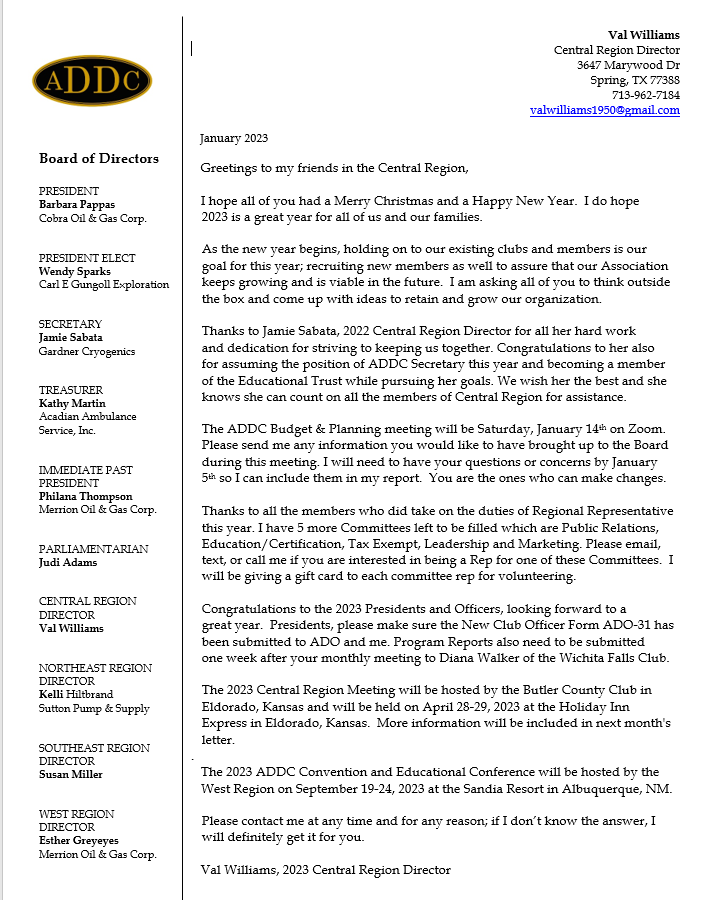 Val Williams
Central Region Director
3647 Marywood Dr
Spring, TX 77388
713-962-7184
valwilliams1950@gmail.com
ADDC
Board of Directors
PRESIDENT
Barbara Pappas
Cobra Oil & Gas Corp.
PRESIDENT ELECT
Wendy Sparks
Carl E Gungoll Exploration
SECRETARY
Jamie Sabata
Gardner Cryogenics
TREASURER
Kathy Martin
Acadian Ambulance
Service, Inc.
IMMEDIATE PAST
PRESIDENT
Philana Thompson
Merrion Oil & Gas Corp.
PARLIAMENTARIAN
Judi Adams
CENTRAL REGION
DIRECTOR
Val Williams
NORTHEAST REGION
DIRECTOR
Kelli Hiltbrand
Sutton Pump & Supply
SOUTHEAST REGION
DIRECTOR
Susan Miller
WEST REGION
DIRECTOR
Esther Greyeyes
Merrion Oil & Gas Corp.
January 2023
Greetings to my friends in the Central Region,
I hope all of you had a Merry Christmas and a Happy New Year.  I do hope
2023 is a great year for all of us and our families.
As the new year begins, holding on to our existing clubs and members is our
goal for this year; recruiting new members as well to assure that our Association
keeps growing and is viable in the future.  I am asking all of you to think outside
the box and come up with ideas to retain and grow our organization.
Thanks to Jamie Sabata, 2022 Central Region Director for all her hard work
and dedication for striving to keeping us together. Congratulations to her also
for assuming the position of ADDC Secretary this year and becoming a member
of the Educational Trust while pursuing her goals. We wish her the best and she
knows she can count on all the members of Central Region for assistance.
The ADDC Budget & Planning meeting will be Saturday, January 14th on Zoom.
Please send me any information you would like to have brought up to the Board
during this meeting. I will need to have your questions or concerns by January
5th so I can include them in my report.  You are the ones who can make changes.
Thanks to all the members who did take on the duties of Regional Representative
this year. I have 5 more Committees left to be filled which are Public Relations,
Education/Certification, Tax Exempt, Leadership and Marketing. Please email,
text, or call me if you are interested in being a Rep for one of these Committees.  I
will be giving a gift card to each committee rep for volunteering.
Congratulations to the 2023 Presidents and Officers, looking forward to a
great year.  Presidents, please make sure the New Club Officer Form ADO-31 has
been submitted to ADO and me. Program Reports also need to be submitted
one week after your monthly meeting to Diana Walker of the Wichita Falls Club.
The 2023 Central Region Meeting will be hosted by the Butler County Club in
Eldorado, Kansas and will be held on April 28-29, 2023 at the Holiday Inn
Express in Eldorado, Kansas.  More information will be included in next month's
letter.
The 2023 ADDC Convention and Educational Conference will be hosted by the
West Region on September 19-24, 2023 at the Sandia Resort in Albuquerque, NM.
Please contact me at any time and for any reason; if I don't know the answer, I
will definitely get it for you.
Val Williams, 2023 Central Region Director